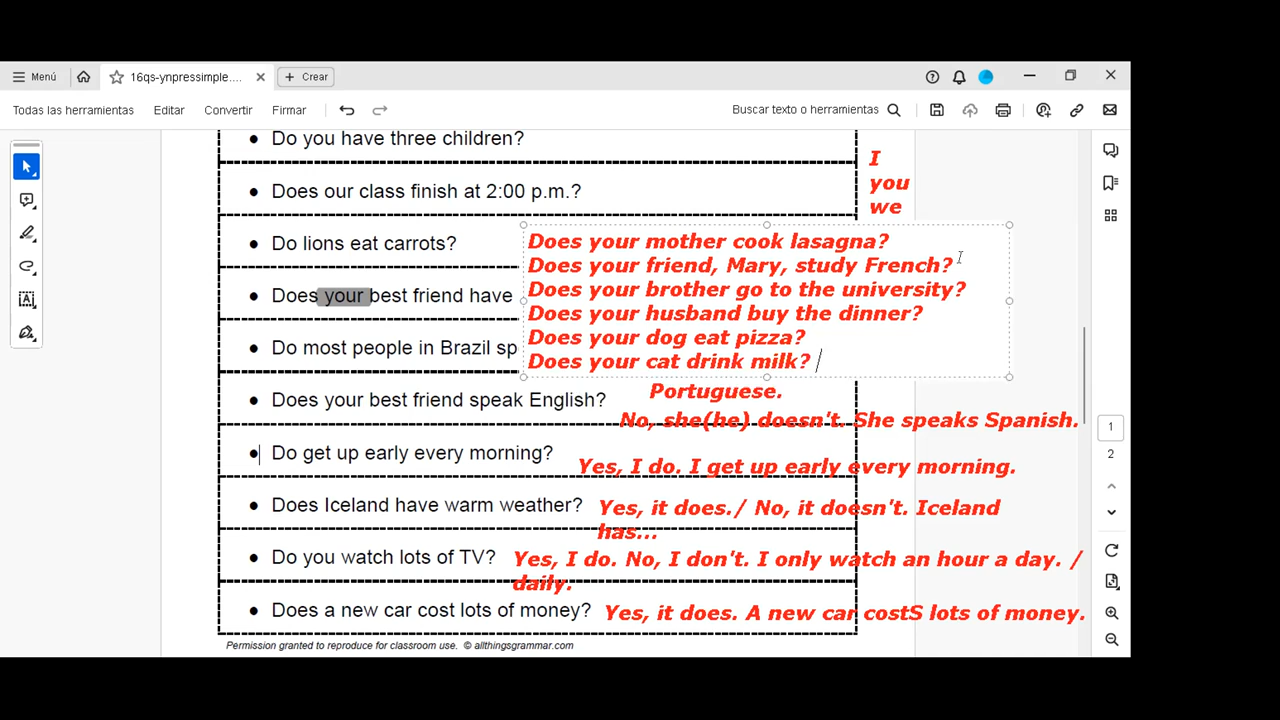 Menú
16qs-ynpressimple....
Crear
Todas las herramientas
Editar
Convertir
Firmar
Buscar texto o herramientas
Do you have three children?
I
Does our class finish at 2:00 p.m.?
you
we
Do lions eat carrots?
Does your mother cook lasagna?
Does your friend, Mary, study French?
Does your best friend have
Does your brother go to the university?
Does your husband buy the dinner?
Does your dog eat pizza?
Do most people in Brazil sp
Does your cat drink milk?
Portuguese.
Does your best friend speak English?
No, she(he) doesn't. She speaks Spanish.
Do get up early every morning?
Yes, I do. I get up early every morning.
Does Iceland have warm weather?
Yes, it does./ No, it doesn't. Iceland
has...
Do you watch lots of TV?
Yes, I do. No, I don't. I only watch an hour a day. /
daily.
Does a new car cost lots of money?
Yes, it does. A new car costS lots of money.
Permission granted to reproduce for classroom use. © allthingsgrammar.com
1
2